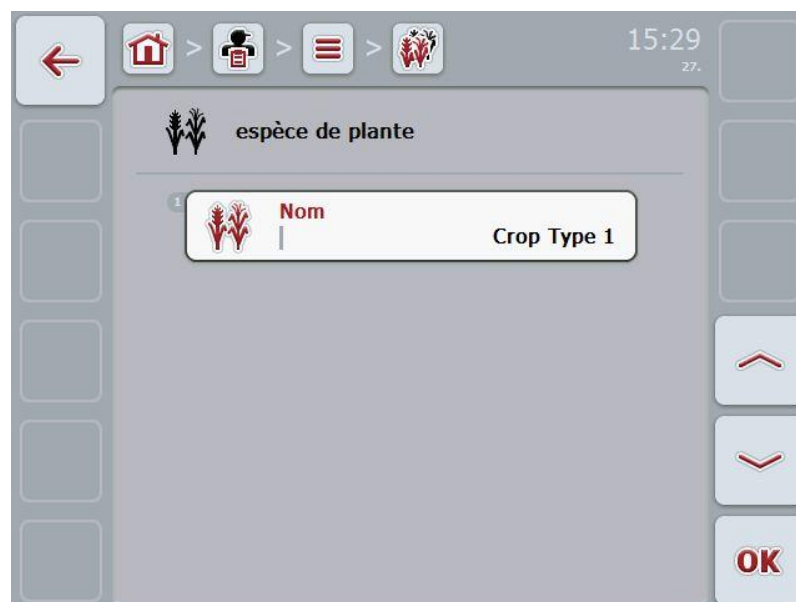 > > >
15:29
27.
espèce de plante
1
Nom
Crop Type 1
OK